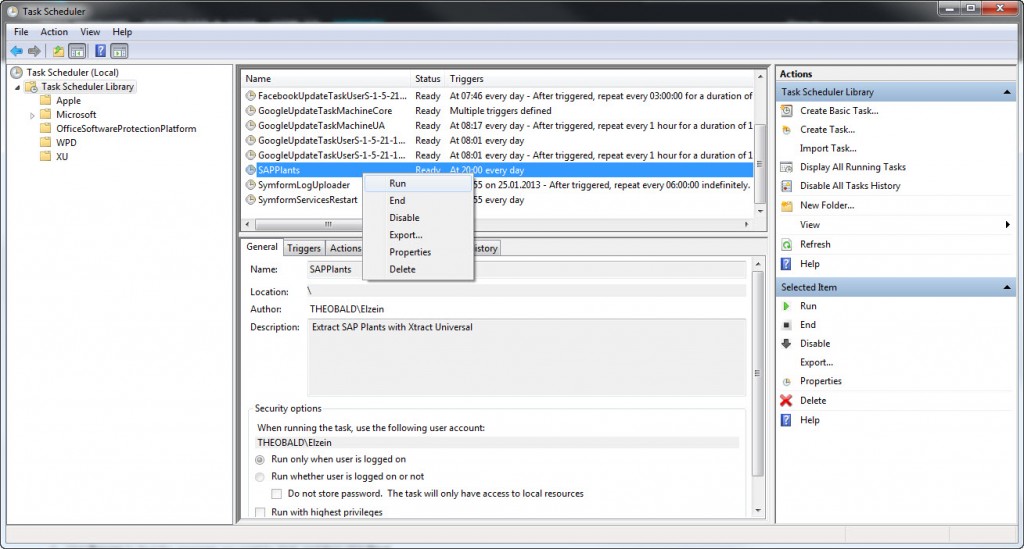 Task Scheduler
File Action View Help
Task Scheduler (Local)
Task Scheduler Library
Apple
Microsoft
OfficeSoftwareProtectionPlatform
WPD
XU
Name Status Triggers
FacebookUpdateTaskUserS-1-5-21... Ready At 07:46 every day - After triggered, repeat every 03:00:00 for a duration of
GoogleUpdateTaskMachineCore Ready Multiple triggers defined
GoogleUpdateTaskMachineUA Ready At 08:17 every day - After triggered, repeat every 1 hour for a duration of 1
GoogleUpdateTaskUserS-1-5-21-1... Ready At 08:01 every day
GoogleUpdateTaskUserS-1-5-21-1... Ready At 08:01 every day - After triggered, repeat every 1 hour for a duration of 1
SAPPlants Ready At 20:00 every day
SymformLogUploader 55 on 25.01.2013 - After triggered, repeat every 06:00:00 indefinitely.
SymformServicesRestart 55 every day
Run
End
Disable
Export...
Properties
Delete
General Triggers Actions istory
Name: SAPPlants
Location: \
Author: THEOBALD\Elzein
Description: Extract SAP Plants with Xtract Universal
Security options
When running the task, use the following user account:
THEOBALD\Elzein
Run only when user is logged on
Run whether user is logged on or not
Do not store password. The task will only have access to local resources
Run with highest privileges
Actions
Task Scheduler Library
Create Basic Task...
Create Task...
Import Task...
Display All Running Tasks
Disable All Tasks History
New Folder...
View
Refresh
Help
Selected Item
Run
End
Disable
Export...
Properties
Delete
Help